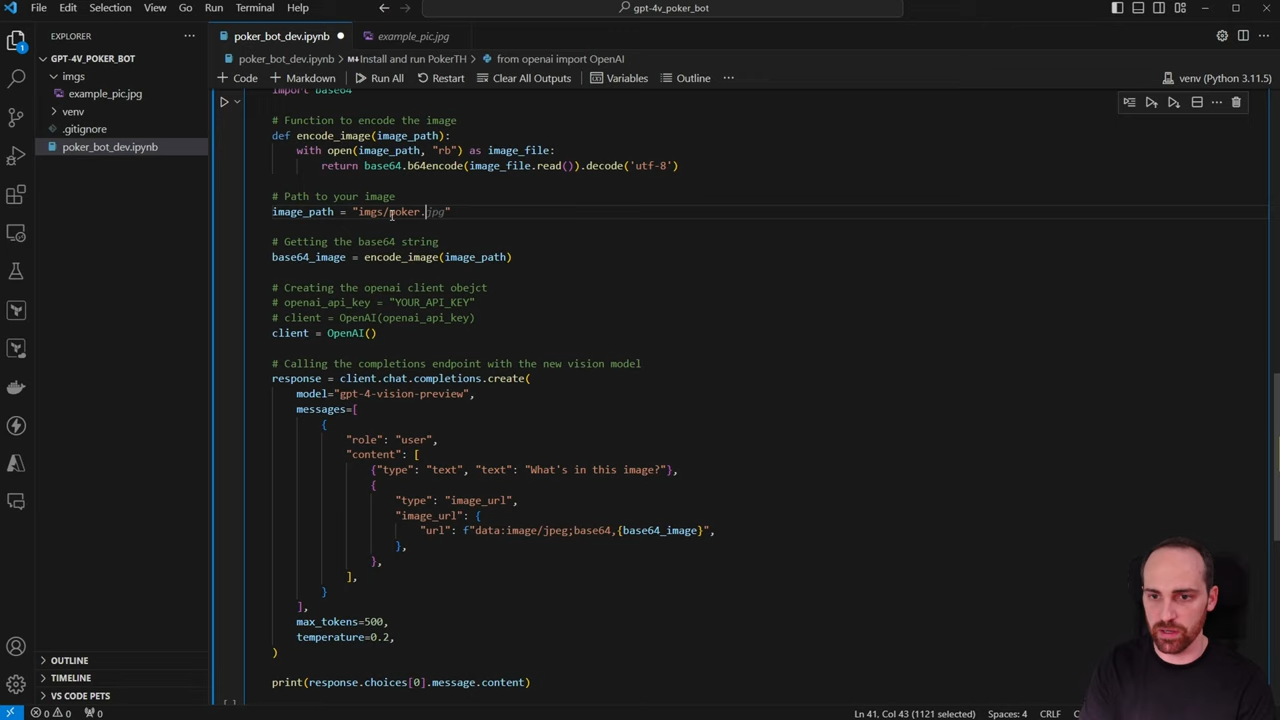 File Edit Selection View Go Run Terminal Help
gpt-4v_poker_bot
EXPLORER
poker_bot_dev.ipynb
example_pic.jpg
GPT-4V_POKER_BOT
poker_bot_dev.ipynb > Install and run PokerTH > from openai import OpenAI
imgs
Code Markdown Run All Restart Clear All Outputs Variables Outline
venv (Python 3.11.5)
example_pic.jpg
venv
.gitignore
poker_bot_dev.ipynb
import base64
# Function to encode the image
def encode_image(image_path):
with open(image_path, "rb") as image_file:
return base64.b64encode(image_file.read()).decode('utf-8')
# Path to your image
image_path = "imgs/poker.jpg"
# Getting the base64 string
base64_image = encode_image(image_path)
# Creating the openai client obejct
# openai_api_key = "YOUR_API_KEY"
# client = OpenAI(openai_api_key)
client = OpenAI()
# Calling the completions endpoint with the new vision model
response = client.chat.completions.create(
model="gpt-4-vision-preview",
messages=[
{
"role": "user",
"content": [
{"type": "text", "text": "What's in this image?"},
{
"type": "image_url",
"image_url": {
"url": f"data:image/jpeg;base64,{base64_image}",
},
},
],
}
],
max_tokens=500,
temperature=0.2,
)
print(response.choices[0].message.content)
OUTLINE
TIMELINE
VS CODE PETS
0 0 0
Ln 41, Col 43 (1121 selected) Spaces: 4 CRLF